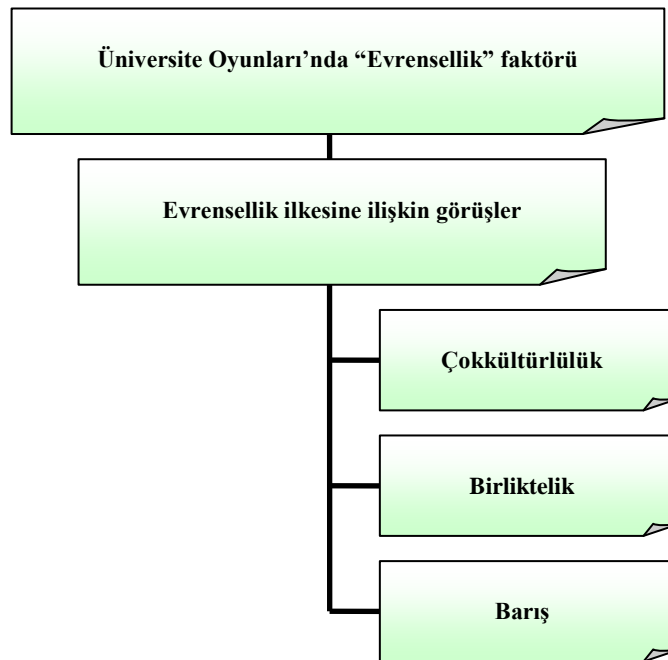 Üniversite Oyunları’nda “Evrensellik” faktörü
Evrensellik ilkesine ilişkin görüşler
Çokkültürlülük
Birliktelik
Barış